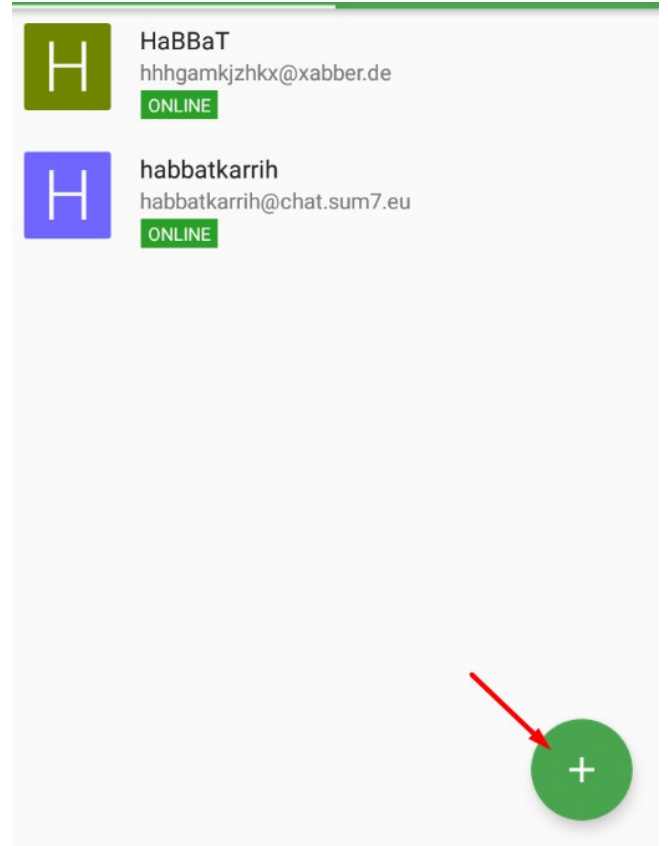 H
HaBBaT
hhhgamkjzhkx@xabber.de
ONLINE
H
habbatkarrih
habbatkarrih@chat.sum7.eu
ONLINE
+